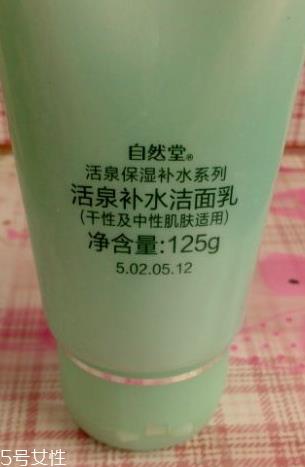 自然堂®
活泉保湿补水系列
活泉补水洁面乳
(干性及中性肌肤适用)
净含量:125g
5.02.05.12
5号女性